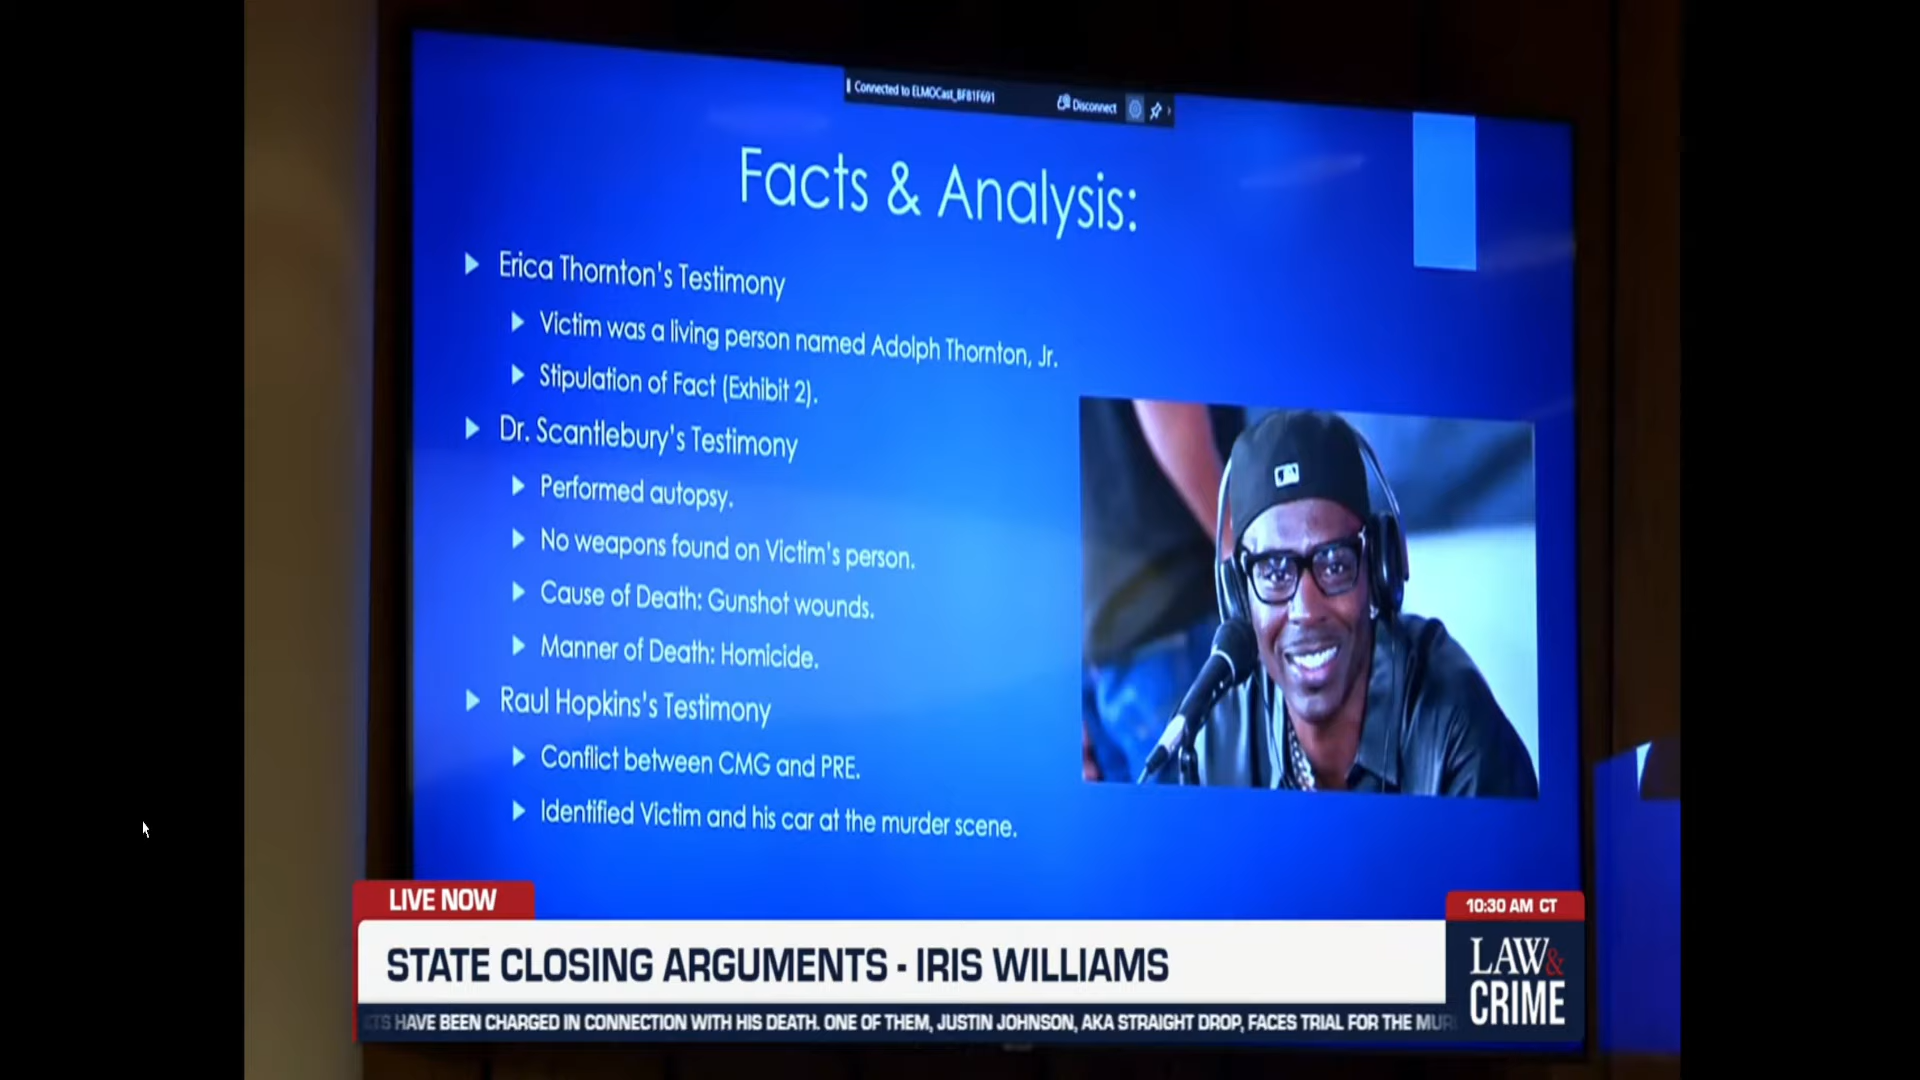 Connected to ELMOCast_BF81F691 Disconnect
Facts & Analysis:
Erica Thornton's Testimony
Victim was a living person named Adolph Thornton, Jr.
Stipulation of Fact (Exhibit 2).
Dr. Scantlebury's Testimony
Performed autopsy.
No weapons found on Victim's person.
Cause of Death: Gunshot wounds.
Manner of Death: Homicide.
Raul Hopkins's Testimony
Conflict between CMG and PRE.
Identified Victim and his car at the murder scene.
LIVE NOW
10:30 AM CT
STATE CLOSING ARGUMENTS - IRIS WILLIAMS
LAW&
CRIME
HAVE BEEN CHARGED IN CONNECTION WITH HIS DEATH. ONE OF THEM, JUSTIN JOHNSON, AKA STRAIGHT DROP, FACES TRIAL FOR THE